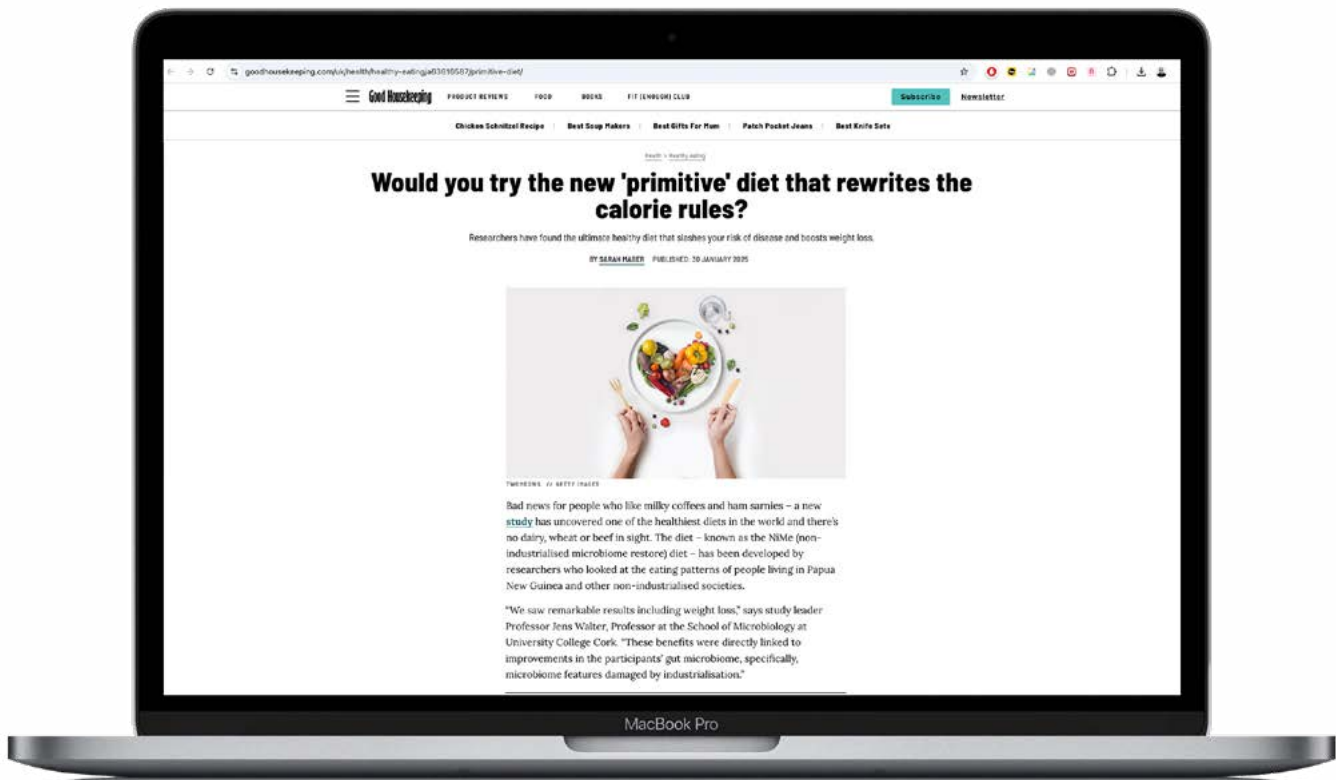 goodhousekeeping.com/uk/health/healthy-eating/a63616587/primitive-diet/
Good Housekeeping PRODUCT REVIEWS FOOD BOOKS FIT (ENOUGH) CLUB Subscribe Newsletter
Chicken Schnitzel Recipe Best Soup Makers Best Gifts For Mum Patch Pocket Jeans Best Knife Sets
Health > Healthy eating
Would you try the new 'primitive' diet that rewrites the
calorie rules?
Researchers have found the ultimate healthy diet that slashes your risk of disease and boosts weight loss.
BY SARAH MABER PUBLISHED: 30 JANUARY 2025
GETTY IMAGES
Bad news for people who like milky coffees and ham sarnies – a new
study has uncovered one of the healthiest diets in the world and there's
no dairy, wheat or beef in sight. The diet – known as the NiMe (non-
industrialised microbiome restore) diet – has been developed by
researchers who looked at the eating patterns of people living in Papua
New Guinea and other non-industrialised societies.
"We saw remarkable results including weight loss," says study leader
Professor Jens Walter, Professor at the School of Microbiology at
University College Cork. "These benefits were directly linked to
improvements in the participants' gut microbiome, specifically,
microbiome features damaged by industrialisation."
MacBook Pro